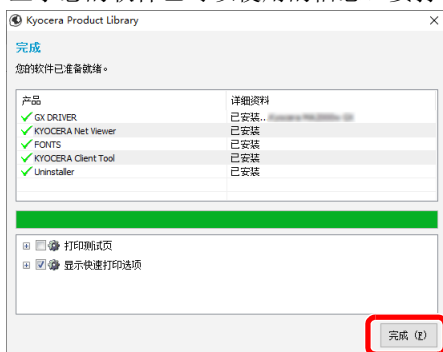 Kyocera Product Library
完成
您的软件已准备就绪。
产品 详细资料
GX DRIVER 已安装..
KYOCERA Net Viewer 已安装
FONTS 已安装
KYOCERA Client Tool 已安装
Uninstaller 已安装
打印测试页
显示快速打印选项
完成 (F)